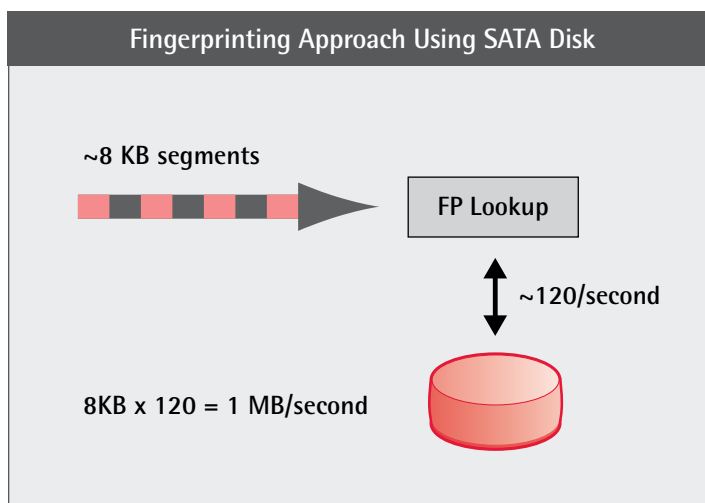 Fingerprinting Approach Using SATA Disk
~8 KB segments
FP Lookup
~120/second
8KB x 120 = 1 MB/second